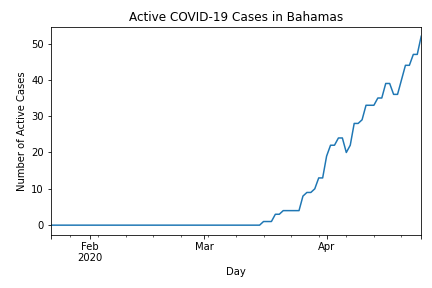 Active COVID-19 Cases in Bahamas
Number of Active Cases
50
40
30
20
10
0
Feb
2020
Mar
Apr
Day